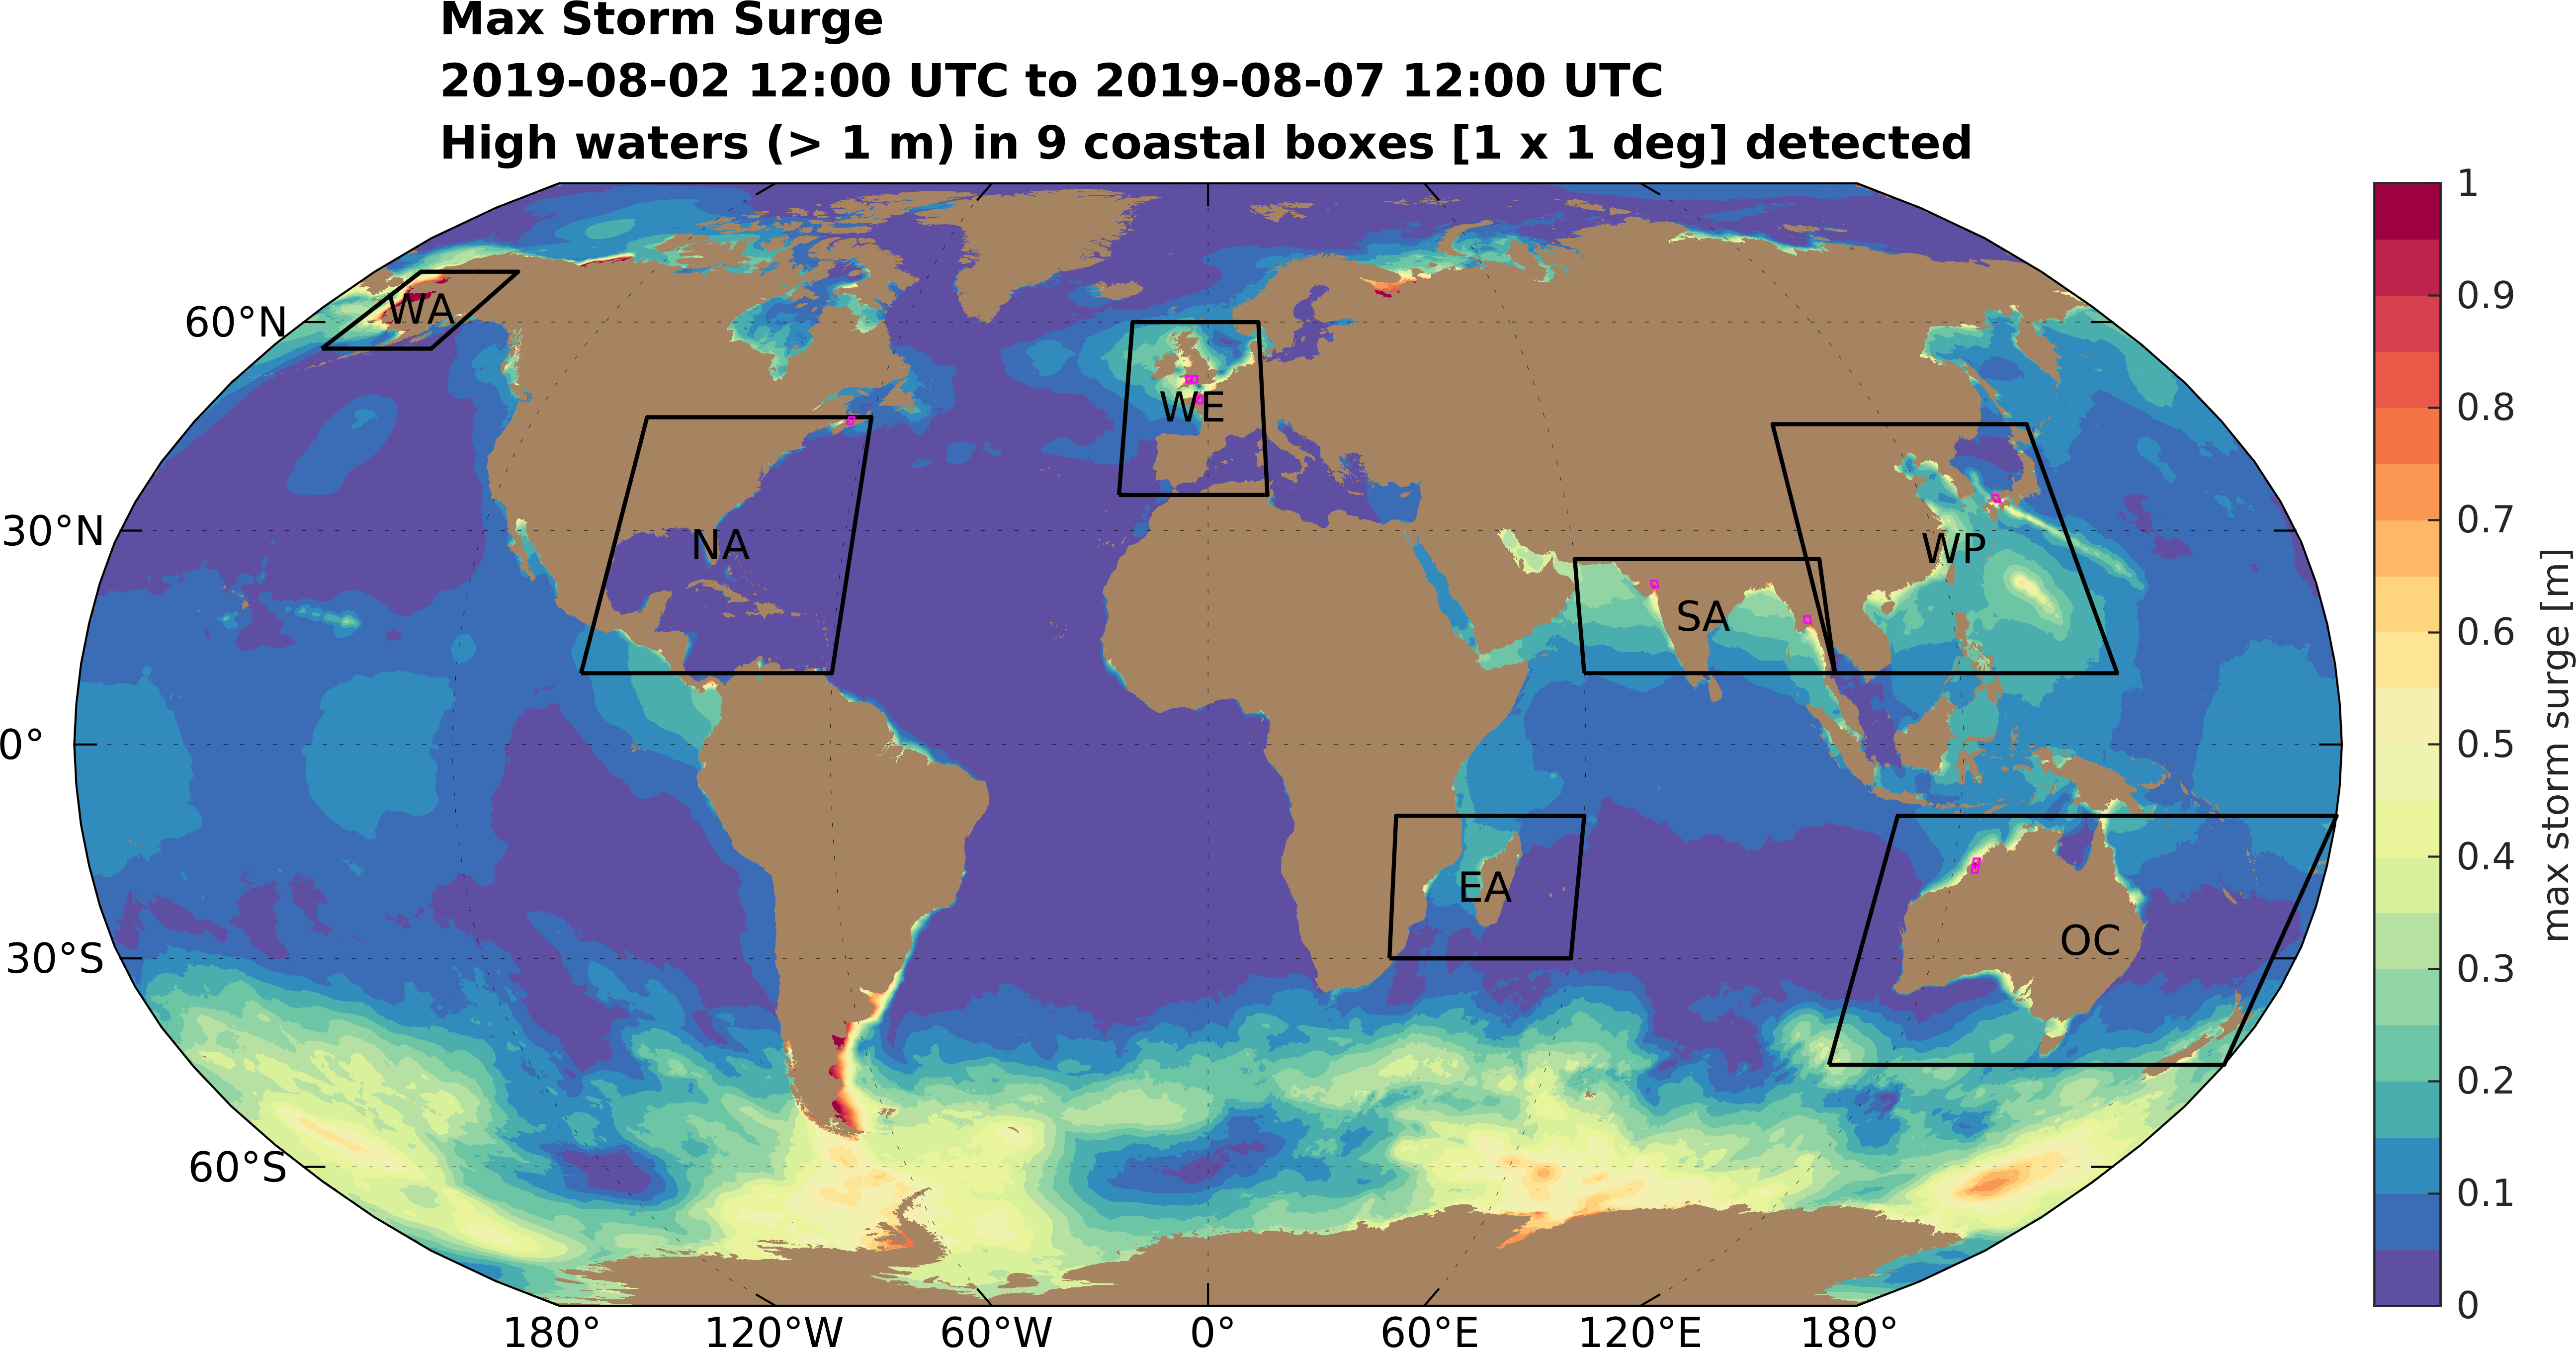 Max Storm Surge
2019-08-02 12:00 UTC to 2019-08-07 12:00 UTC
High waters (> 1 m) in 9 coastal boxes [1 x 1 deg] detected
60°N
30°N
0°
30°S
60°S
WA
NA
WE
SA
WP
EA
OC
180°
120°W
60°W
0°
60°E
120°E
180°
1
0.9
0.8
0.7
0.6
0.5
0.4
0.3
0.2
0.1
0
max storm surge [m]